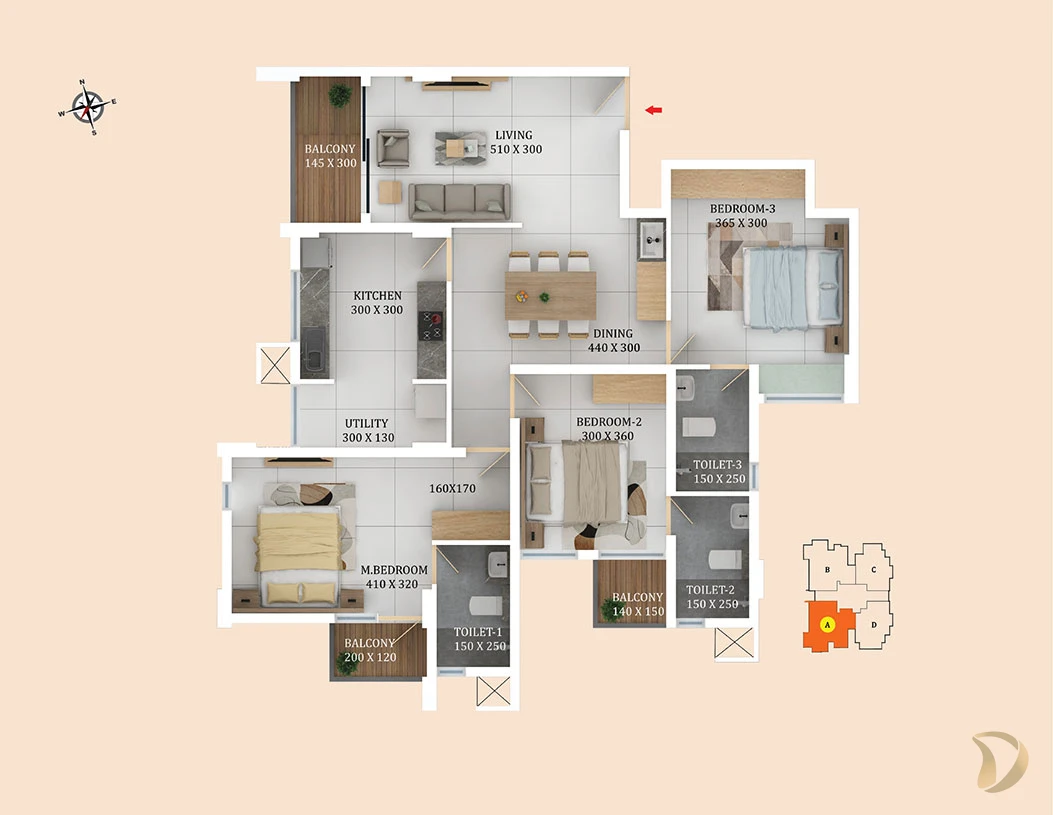 N
W
E
S
BALCONY
145 X 300
LIVING
510 X 300
BEDROOM-3
365 X 300
KITCHEN
300 X 300
DINING
440 X 300
UTILITY
300 X 130
BEDROOM-2
300 X 360
TOILET-3
150 X 250
160X170
M.BEDROOM
410 X 320
TOILET-2
150 X 250
BALCONY
140 X 150
TOILET-1
150 X 250
BALCONY
200 X 120
B
C
A
D